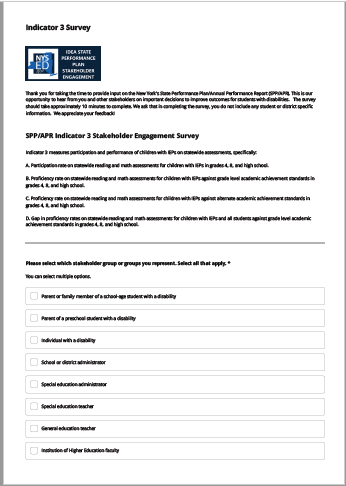 Indicator 3 Survey
NYS
ED
IDEA STATE
PERFORMANCE
PLAN
STAKEHOLDER
ENGAGEMENT
Thank you for taking the time to provide input on the New York's State Performance Plan/Annual Performance Report (SPP/APR). This is our
opportunity to hear from you and other stakeholders on important decisions to improve outcomes for students with disabilities. The survey
should take approximately 10 minutes to complete. We ask that in completing the survey, you do not include any student or district specific
information. We appreciate your feedback!
SPP/APR Indicator 3 Stakeholder Engagement Survey
Indicator 3 measures participation and performance of children with IEPs on statewide assessments, specifically:
A. Participation rate on statewide reading and math assessments for children with IEPs in grades 4, 8, and high school.
B. Proficiency rate on statewide reading and math assessments for children with IEPs against grade level academic achievement standards in
grades 4, 8, and high school.
C. Proficiency rate on statewide reading and math assessments for children with IEPs against alternate academic achievement standards in
grades 4, 8, and high school.
D. Gap in proficiency rates on statewide math assessments for children with IEPs and all students against grade level academic
achievement standards in grades 4, 8, and high school.
Please select which stakeholder group or groups you represent. Select all that apply. *
You can select multiple options.
Parent or family member of a school-age student with a disability
Parent of a preschool student with a disability
Individual with a disability
School or district administrator
Special education administrator
Special education teacher
General education teacher
Institution of Higher Education faculty